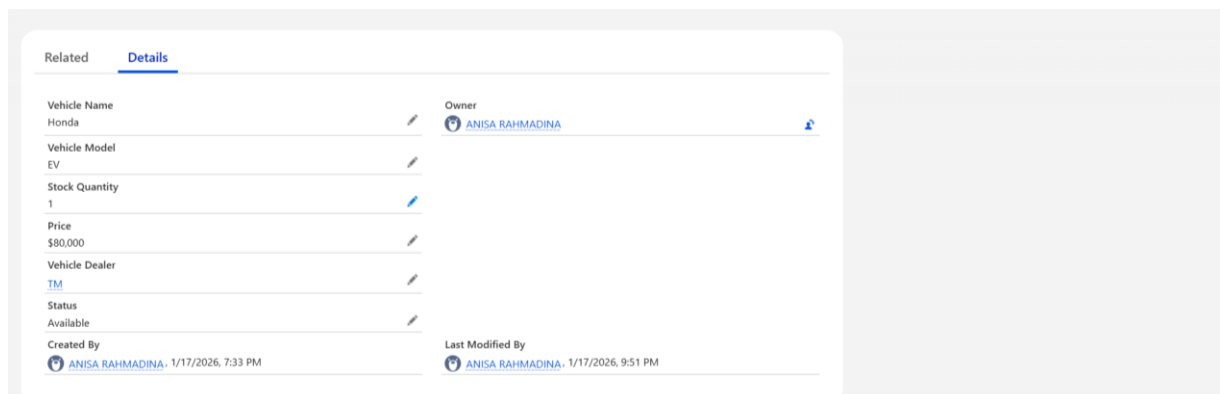 Related Details
Vehicle Name
Honda
Owner
ANISA RAHMADINA
Vehicle Model
EV
Stock Quantity
1
Price
$80,000
Vehicle Dealer
TM
Status
Available
Created By
ANISA RAHMADINA, 1/17/2026, 7:33 PM
Last Modified By
ANISA RAHMADINA, 1/17/2026, 9:51 PM